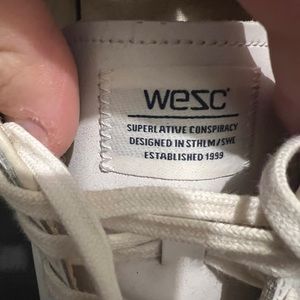 wesc
SUPERLATIVE CONSPIRACY
DESIGNED IN STHLM/SWE
ESTABLISHED 1999